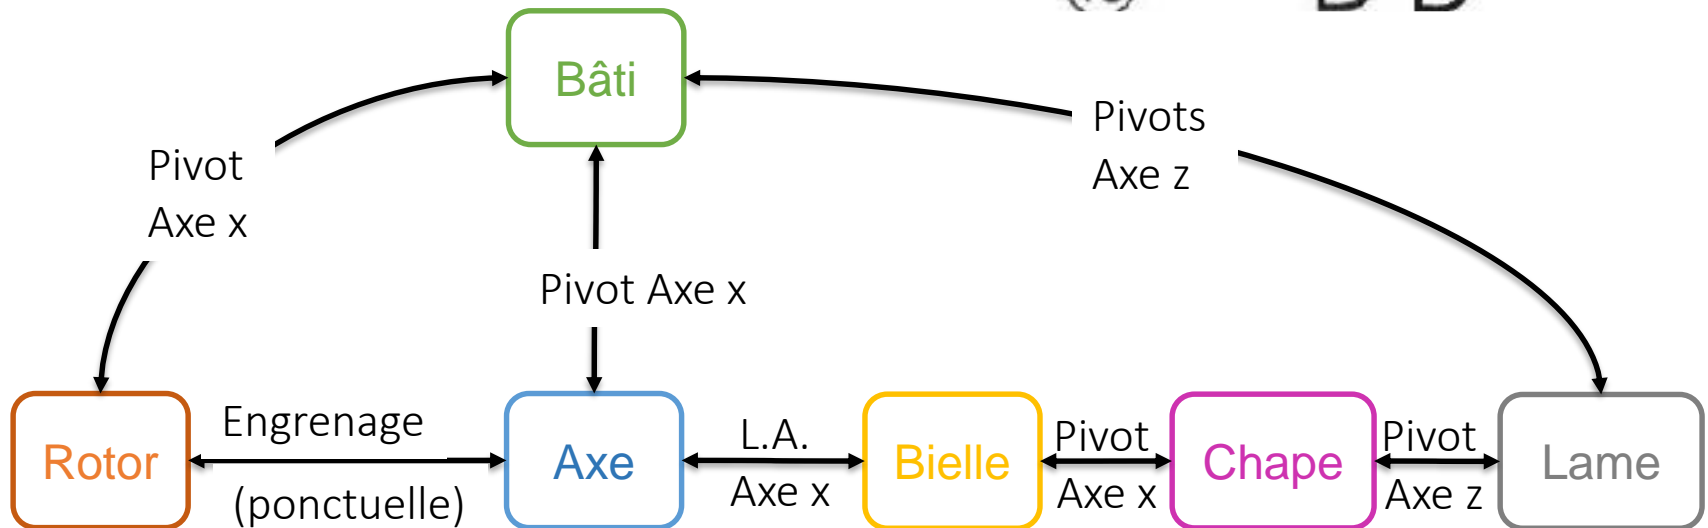 Bâti
Pivots
Axe z
Pivot
Axe x
Pivot Axe x
Engrenage
(ponctuelle)
L.A.
Axe x
Pivot
Axe x
Pivot
Axe z
Rotor
Axe
Bielle
Chape
Lame